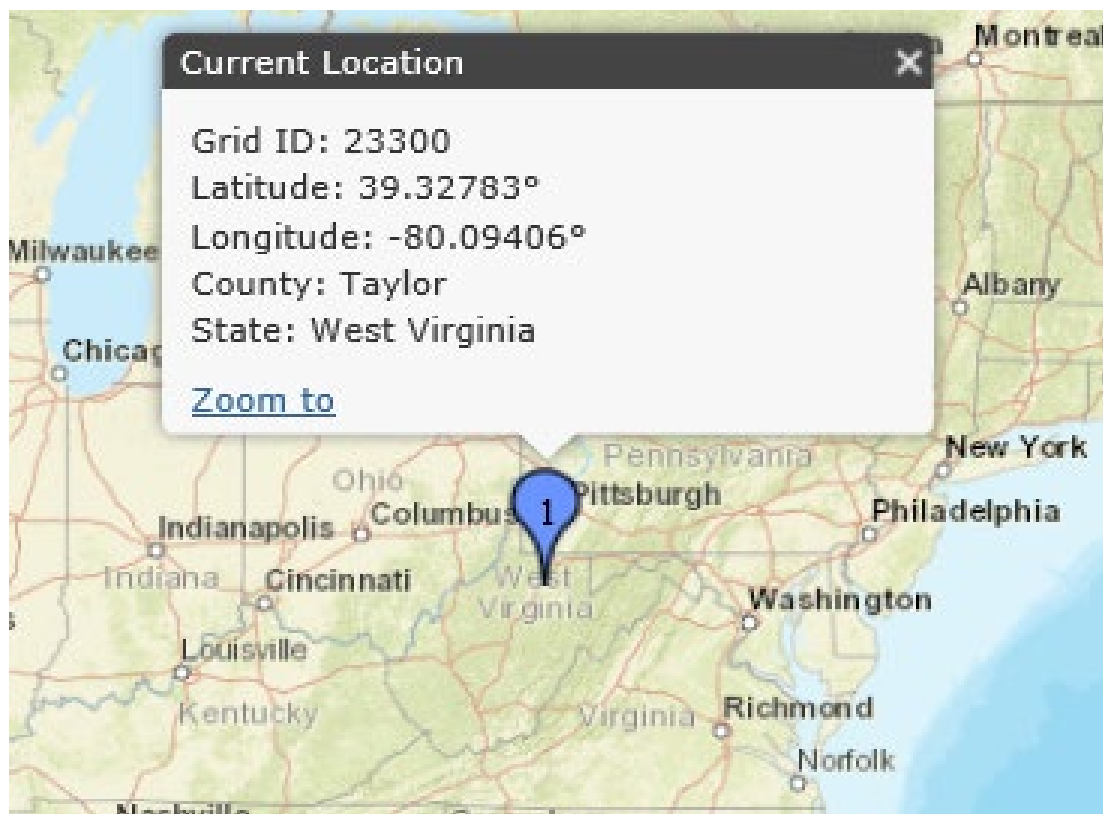 Montreal
Current Location
Grid ID: 23300
Latitude: 39.32783°
Longitude: -80.09406°
County: Taylor
State: West Virginia
Zoom to
Milwaukee
Albany
Pennsylvania
New York
Ohio
Pittsburgh
Columbus
1
Philadelphia
Indianapolis
Indiana
Cincinnati
West
Virginia
Washington
Louisville
Kentucky
Virginia
Richmond
Norfolk